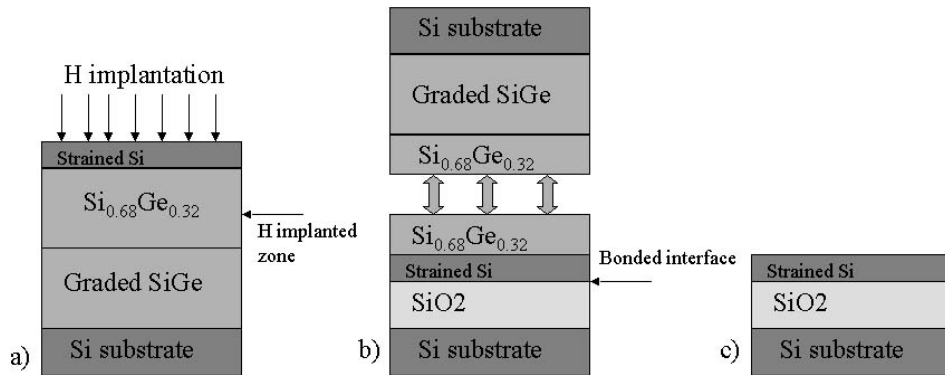 H implantation
Strained Si
Si0.68Ge0.32
H implanted
zone
Graded SiGe
Si substrate
a)
Si substrate
Graded SiGe
Si0.68Ge0.32
Si0.68Ge0.32
Strained Si
Bonded interface
SiO2
Si substrate
b)
Strained Si
SiO2
Si substrate
c)